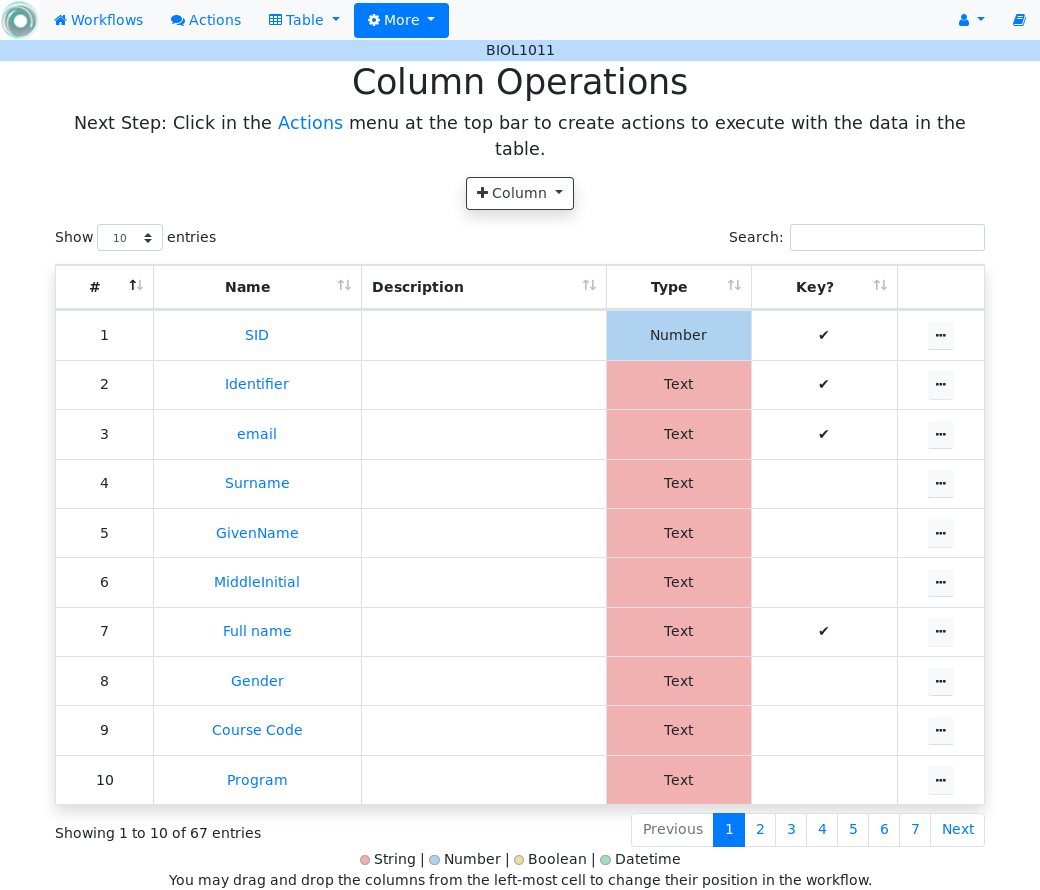 Workflows Actions Table More
BIOL1011
Column Operations
Next Step: Click in the Actions menu at the top bar to create actions to execute with the data in the
table.
Column
Show 10 entries Search:
# Name Description Type Key?
1 SID Number ✔ ···
2 Identifier Text ✔ ···
3 email Text ✔ ···
4 Surname Text ···
5 GivenName Text ···
6 MiddleInitial Text ···
7 Full name Text ✔ ···
8 Gender Text ···
9 Course Code Text ···
10 Program Text ···
Showing 1 to 10 of 67 entries Previous 1 2 3 4 5 6 7 Next
String | Number | Boolean | Datetime
You may drag and drop the columns from the left-most cell to change their position in the workflow.